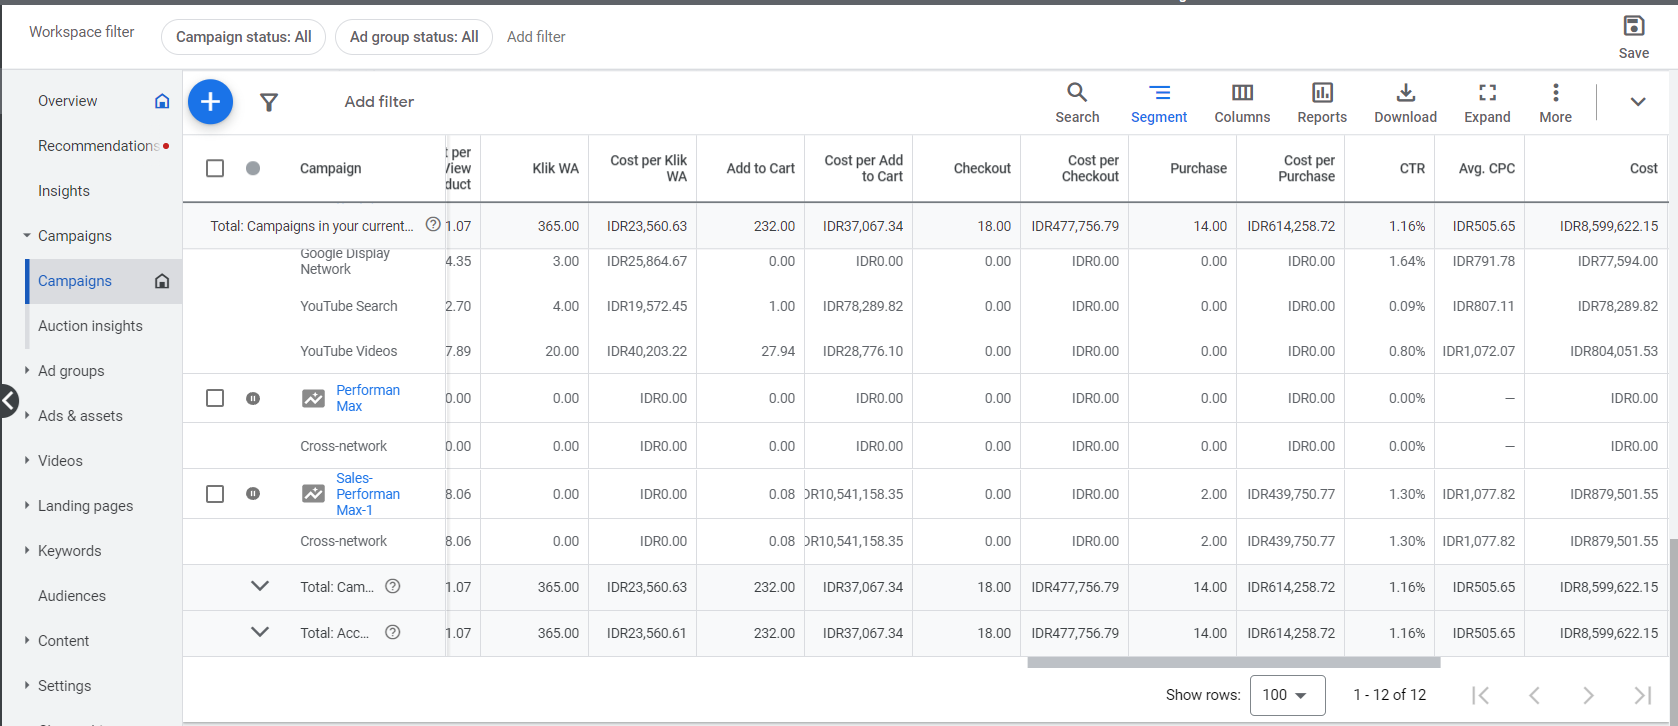 Workspace filter
Campaign status: All
Ad group status: All
Add filter
Save
Overview
Recommendations
Insights
Campaigns
Campaigns
Auction insights
Ad groups
Ads & assets
Videos
Landing pages
Keywords
Audiences
Content
Settings
Add filter
Search
Segment
Columns
Reports
Download
Expand
More
Campaign
t per
View
duct
Klik WA
Cost per Klik
WA
Add to Cart
Cost per Add
to Cart
Checkout
Cost per
Checkout
Purchase
Cost per
Purchase
CTR
Avg. CPC
Cost
Total: Campaigns in your current... 1.07 365.00 IDR23,560.63 232.00 IDR37,067.34 18.00 IDR477,756.79 14.00 IDR614,258.72 1.16% IDR505.65 IDR8,599,622.15
Google Display
Network
4.35 3.00 IDR25,864.67 0.00 IDR0.00 0.00 IDR0.00 0.00 IDR0.00 1.64% IDR791.78 IDR77,594.00
YouTube Search 2.70 4.00 IDR19,572.45 1.00 IDR78,289.82 0.00 IDR0.00 0.00 IDR0.00 0.09% IDR807.11 IDR78,289.82
YouTube Videos 7.89 20.00 IDR40,203.22 27.94 IDR28,776.10 0.00 IDR0.00 0.00 IDR0.00 0.80% IDR1,072.07 IDR804,051.53
Performan
Max
0.00 0.00 IDR0.00 0.00 IDR0.00 0.00 IDR0.00 0.00 IDR0.00 0.00% — IDR0.00
Cross-network 0.00 0.00 IDR0.00 0.00 IDR0.00 0.00 IDR0.00 0.00 IDR0.00 0.00% — IDR0.00
Sales-
Performan
Max-1
8.06 0.00 IDR0.00 0.08 DR10,541,158.35 0.00 IDR0.00 2.00 IDR439,750.77 1.30% IDR1,077.82 IDR879,501.55
Cross-network 8.06 0.00 IDR0.00 0.08 DR10,541,158.35 0.00 IDR0.00 2.00 IDR439,750.77 1.30% IDR1,077.82 IDR879,501.55
Total: Cam... 1.07 365.00 IDR23,560.63 232.00 IDR37,067.34 18.00 IDR477,756.79 14.00 IDR614,258.72 1.16% IDR505.65 IDR8,599,622.15
Total: Acc... 1.07 365.00 IDR23,560.61 232.00 IDR37,067.34 18.00 IDR477,756.79 14.00 IDR614,258.72 1.16% IDR505.65 IDR8,599,622.15
Show rows: 100 1 - 12 of 12